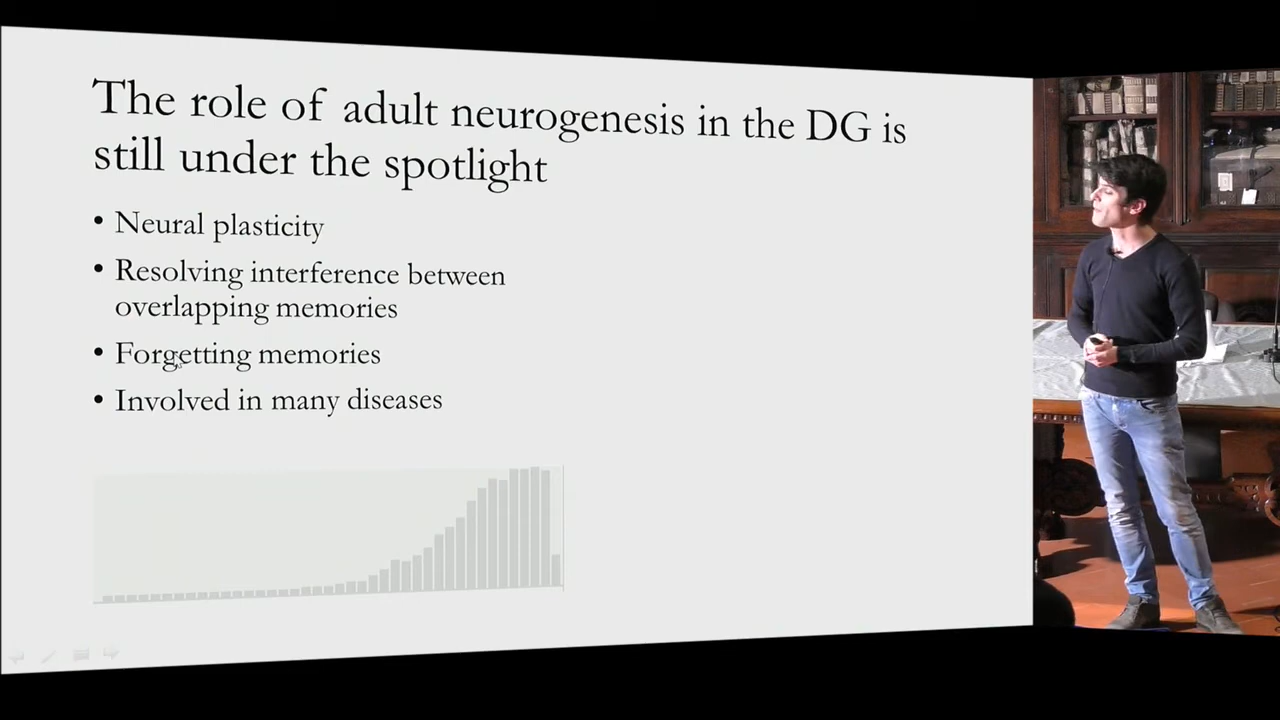 The role of adult neurogenesis in the DG is
still under the spotlight
• Neural plasticity
• Resolving interference between
overlapping memories
• Forgetting memories
• Involved in many diseases